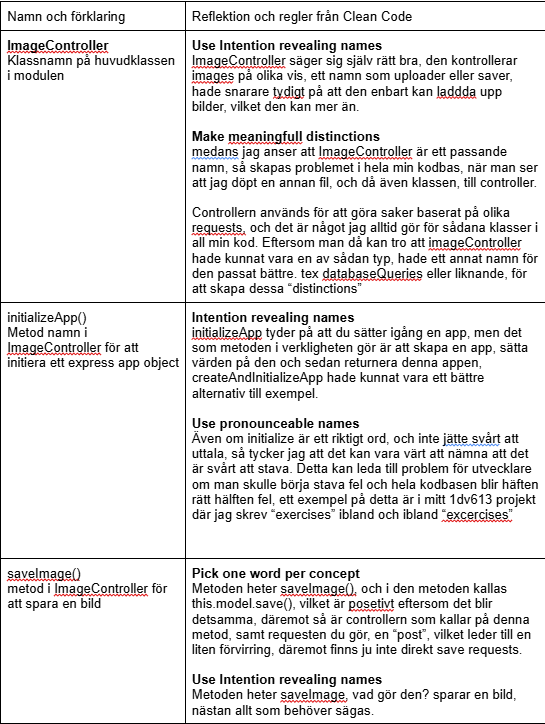 Namn och förklaring
Reflektion och regler från Clean Code
ImageController
Klassnamn på huvudklassen
i modulen
Use Intention revealing names
ImageController säger sig själv rätt bra, den kontrollerar
images på olika vis, ett namn som uploader eller saver,
hade snarare tydigt på att den enbart kan laddda upp
bilder, vilket den kan mer än.
Make meaningfull distinctions
medans jag anser att ImageController är ett passande
namn, så skapas problemet i hela min kodbas, när man ser
att jag döpt en annan fil, och då även klassen, till controller.
Controllern används för att göra saker baserat på olika
requests, och det är något jag alltid gör för sådana klasser i
all min kod. Eftersom man då kan tro att imageController
hade kunnat vara en av sådan typ, hade ett annat namn för
den passat bättre. tex databaseQueries eller liknande, för
att skapa dessa “distinctions”
initializeApp()
Metod namn i
ImageController för att
initiera ett express app object
Intention revealing names
initializeApp tyder på att du sätter igång en app, men det
som metoden i verkligheten gör är att skapa en app, sätta
värden på den och sedan returnera denna appen,
createAndInitializeApp hade kunnat vara ett bättre
alternativ till exempel.
Use pronounceable names
Även om initialize är ett riktigt ord, och inte jätte svårt att
uttala, så tycker jag att det kan vara värt att nämna att det
är svårt att stava. Detta kan leda till problem för utvecklare
om man skulle börja stava fel och hela kodbasen blir häften
rätt hälften fel, ett exempel på detta är i mitt 1dv613 projekt
där jag skrev “exerises” ibland och ibland “excercises”
saveImage()
metod i ImageController för
att spara en bild
Pick one word per concept
Metoden heter saveImage(), och i den metoden kallas
this.model.save(), vilket är posetivt eftersom det blir
detsamma, däremot så är controllern som kallar på denna
metod, samt requesten du gör, en “post”, vilket leder till en
liten förvirring, däremot finns ju inte direkt save requests.
Use Intention revealing names
Metoden heter saveImage, vad gör den? sparar en bild,
nästan allt som behöver sägas.